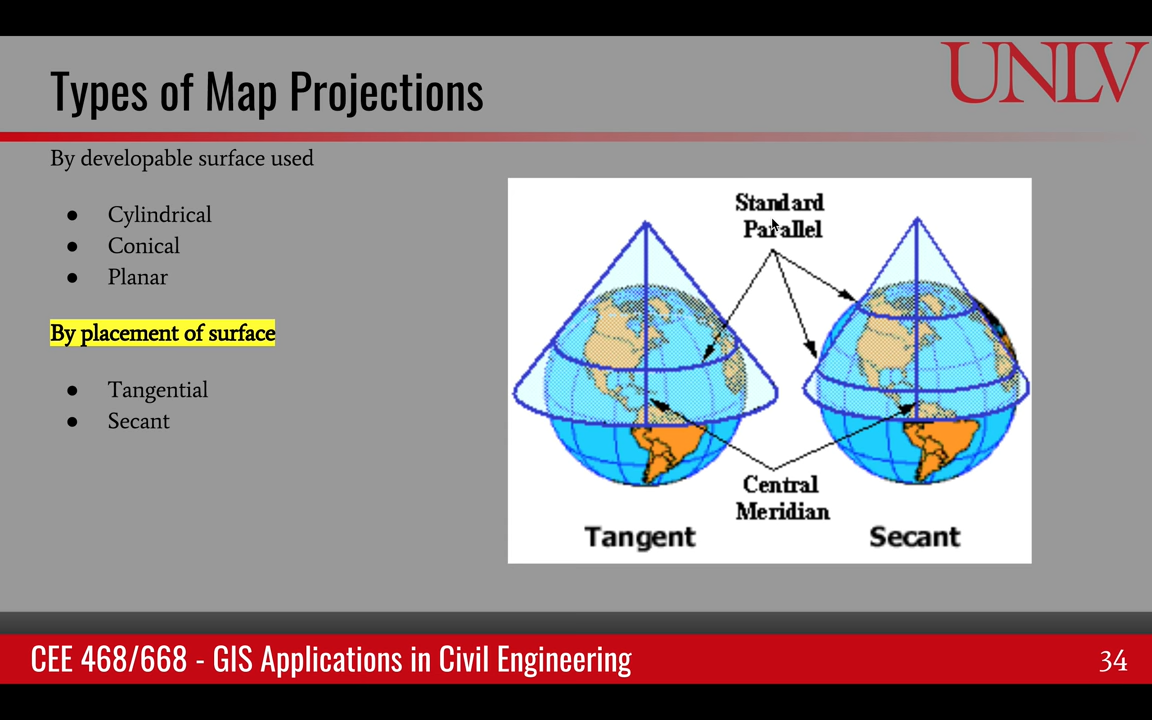 UNLV
Types of Map Projections
By developable surface used
● Cylindrical
● Conical
● Planar
By placement of surface
● Tangential
● Secant
Standard
Parallel
Central
Meridian
Tangent
Secant
CEE 468/668 - GIS Applications in Civil Engineering
34